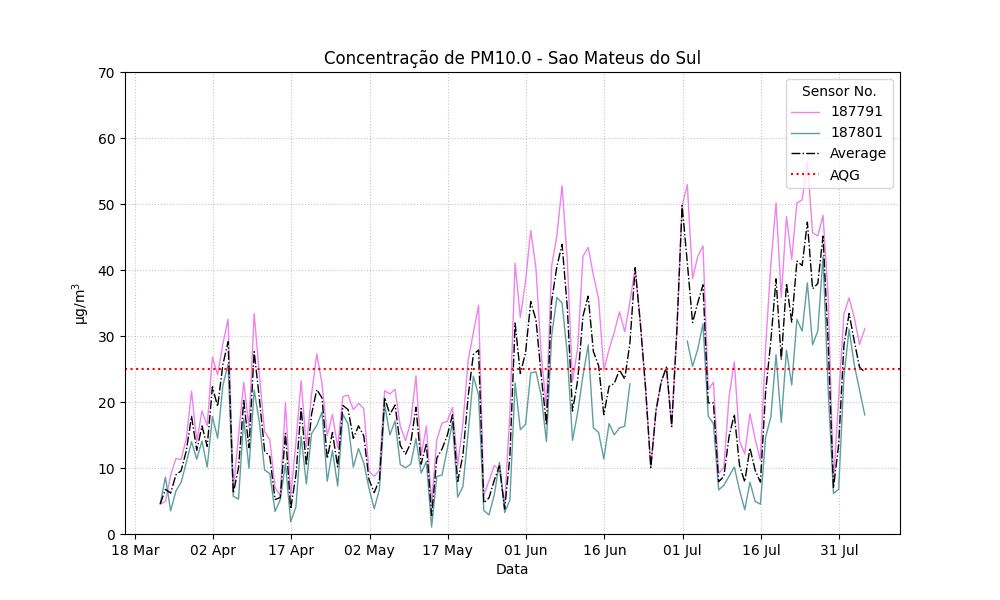 Concentração de PM10.0 - Sao Mateus do Sul
70
60
50
40
30
20
10
0
µg/m³
Sensor No.
187791
187801
Average
AQG
18 Mar
02 Apr
17 Apr
02 May
17 May
01 Jun
16 Jun
01 Jul
16 Jul
31 Jul
Data